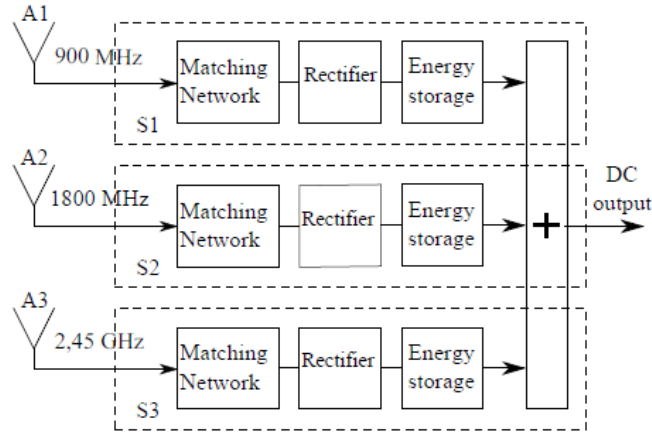 A1
900 MHz
Matching
Network
Rectifier
Energy
storage
S1
A2
1800 MHz
Matching
Network
Rectifier
Energy
storage
+
DC
output
S2
A3
2,45 GHz
Matching
Network
Rectifier
Energy
storage
S3